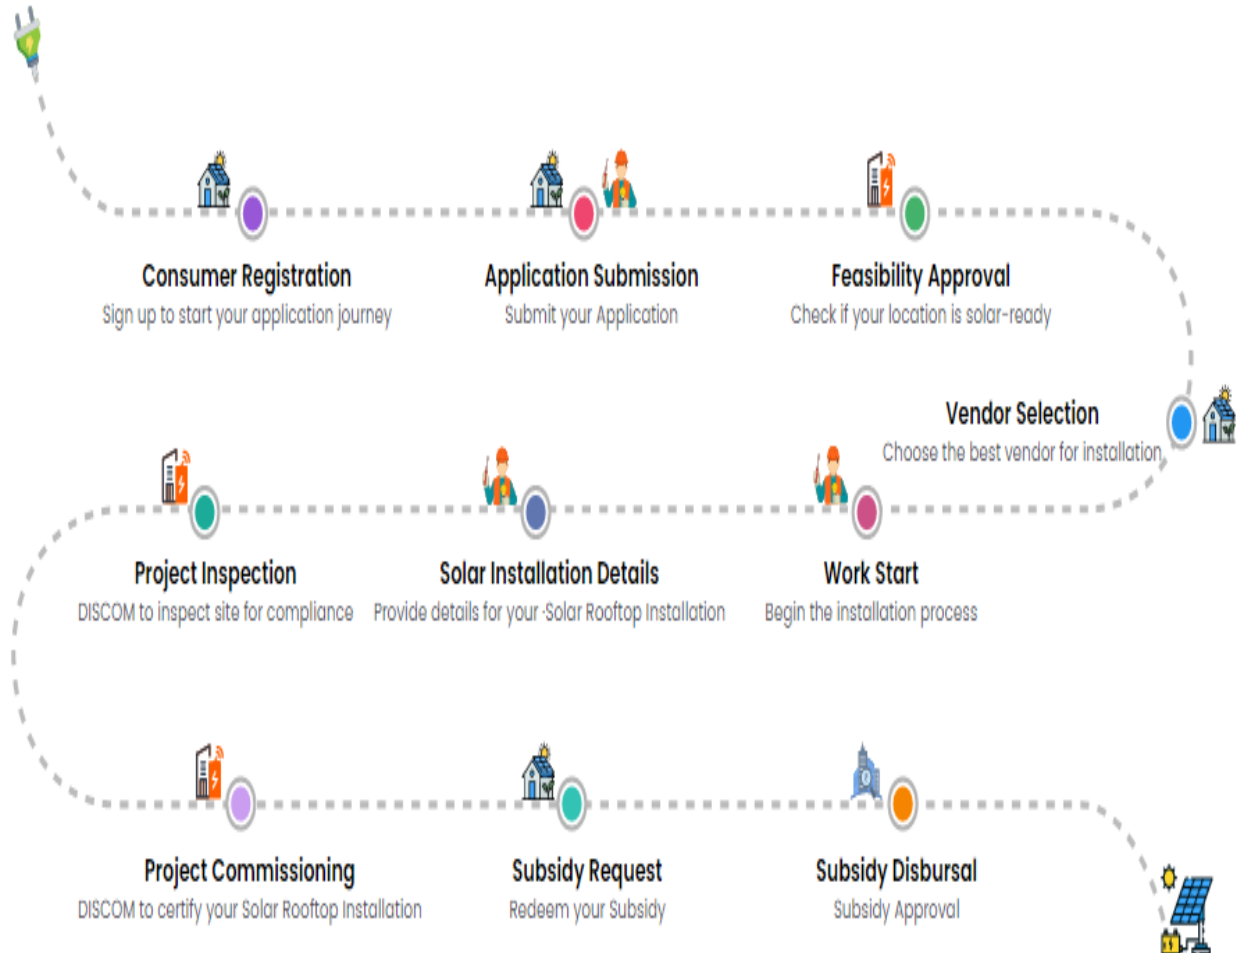 Consumer Registration
Sign up to start your application journey
Application Submission
Submit your Application
Feasibility Approval
Check if your location is solar-ready
Vendor Selection
Choose the best vendor for installation
Work Start
Begin the installation process
Solar Installation Details
Provide details for your ·Solar Rooftop Installation
Project Inspection
DISCOM to inspect site for compliance
Project Commissioning
DISCOM to certify your Solar Rooftop Installation
Subsidy Request
Redeem your Subsidy
Subsidy Disbursal
Subsidy Approval